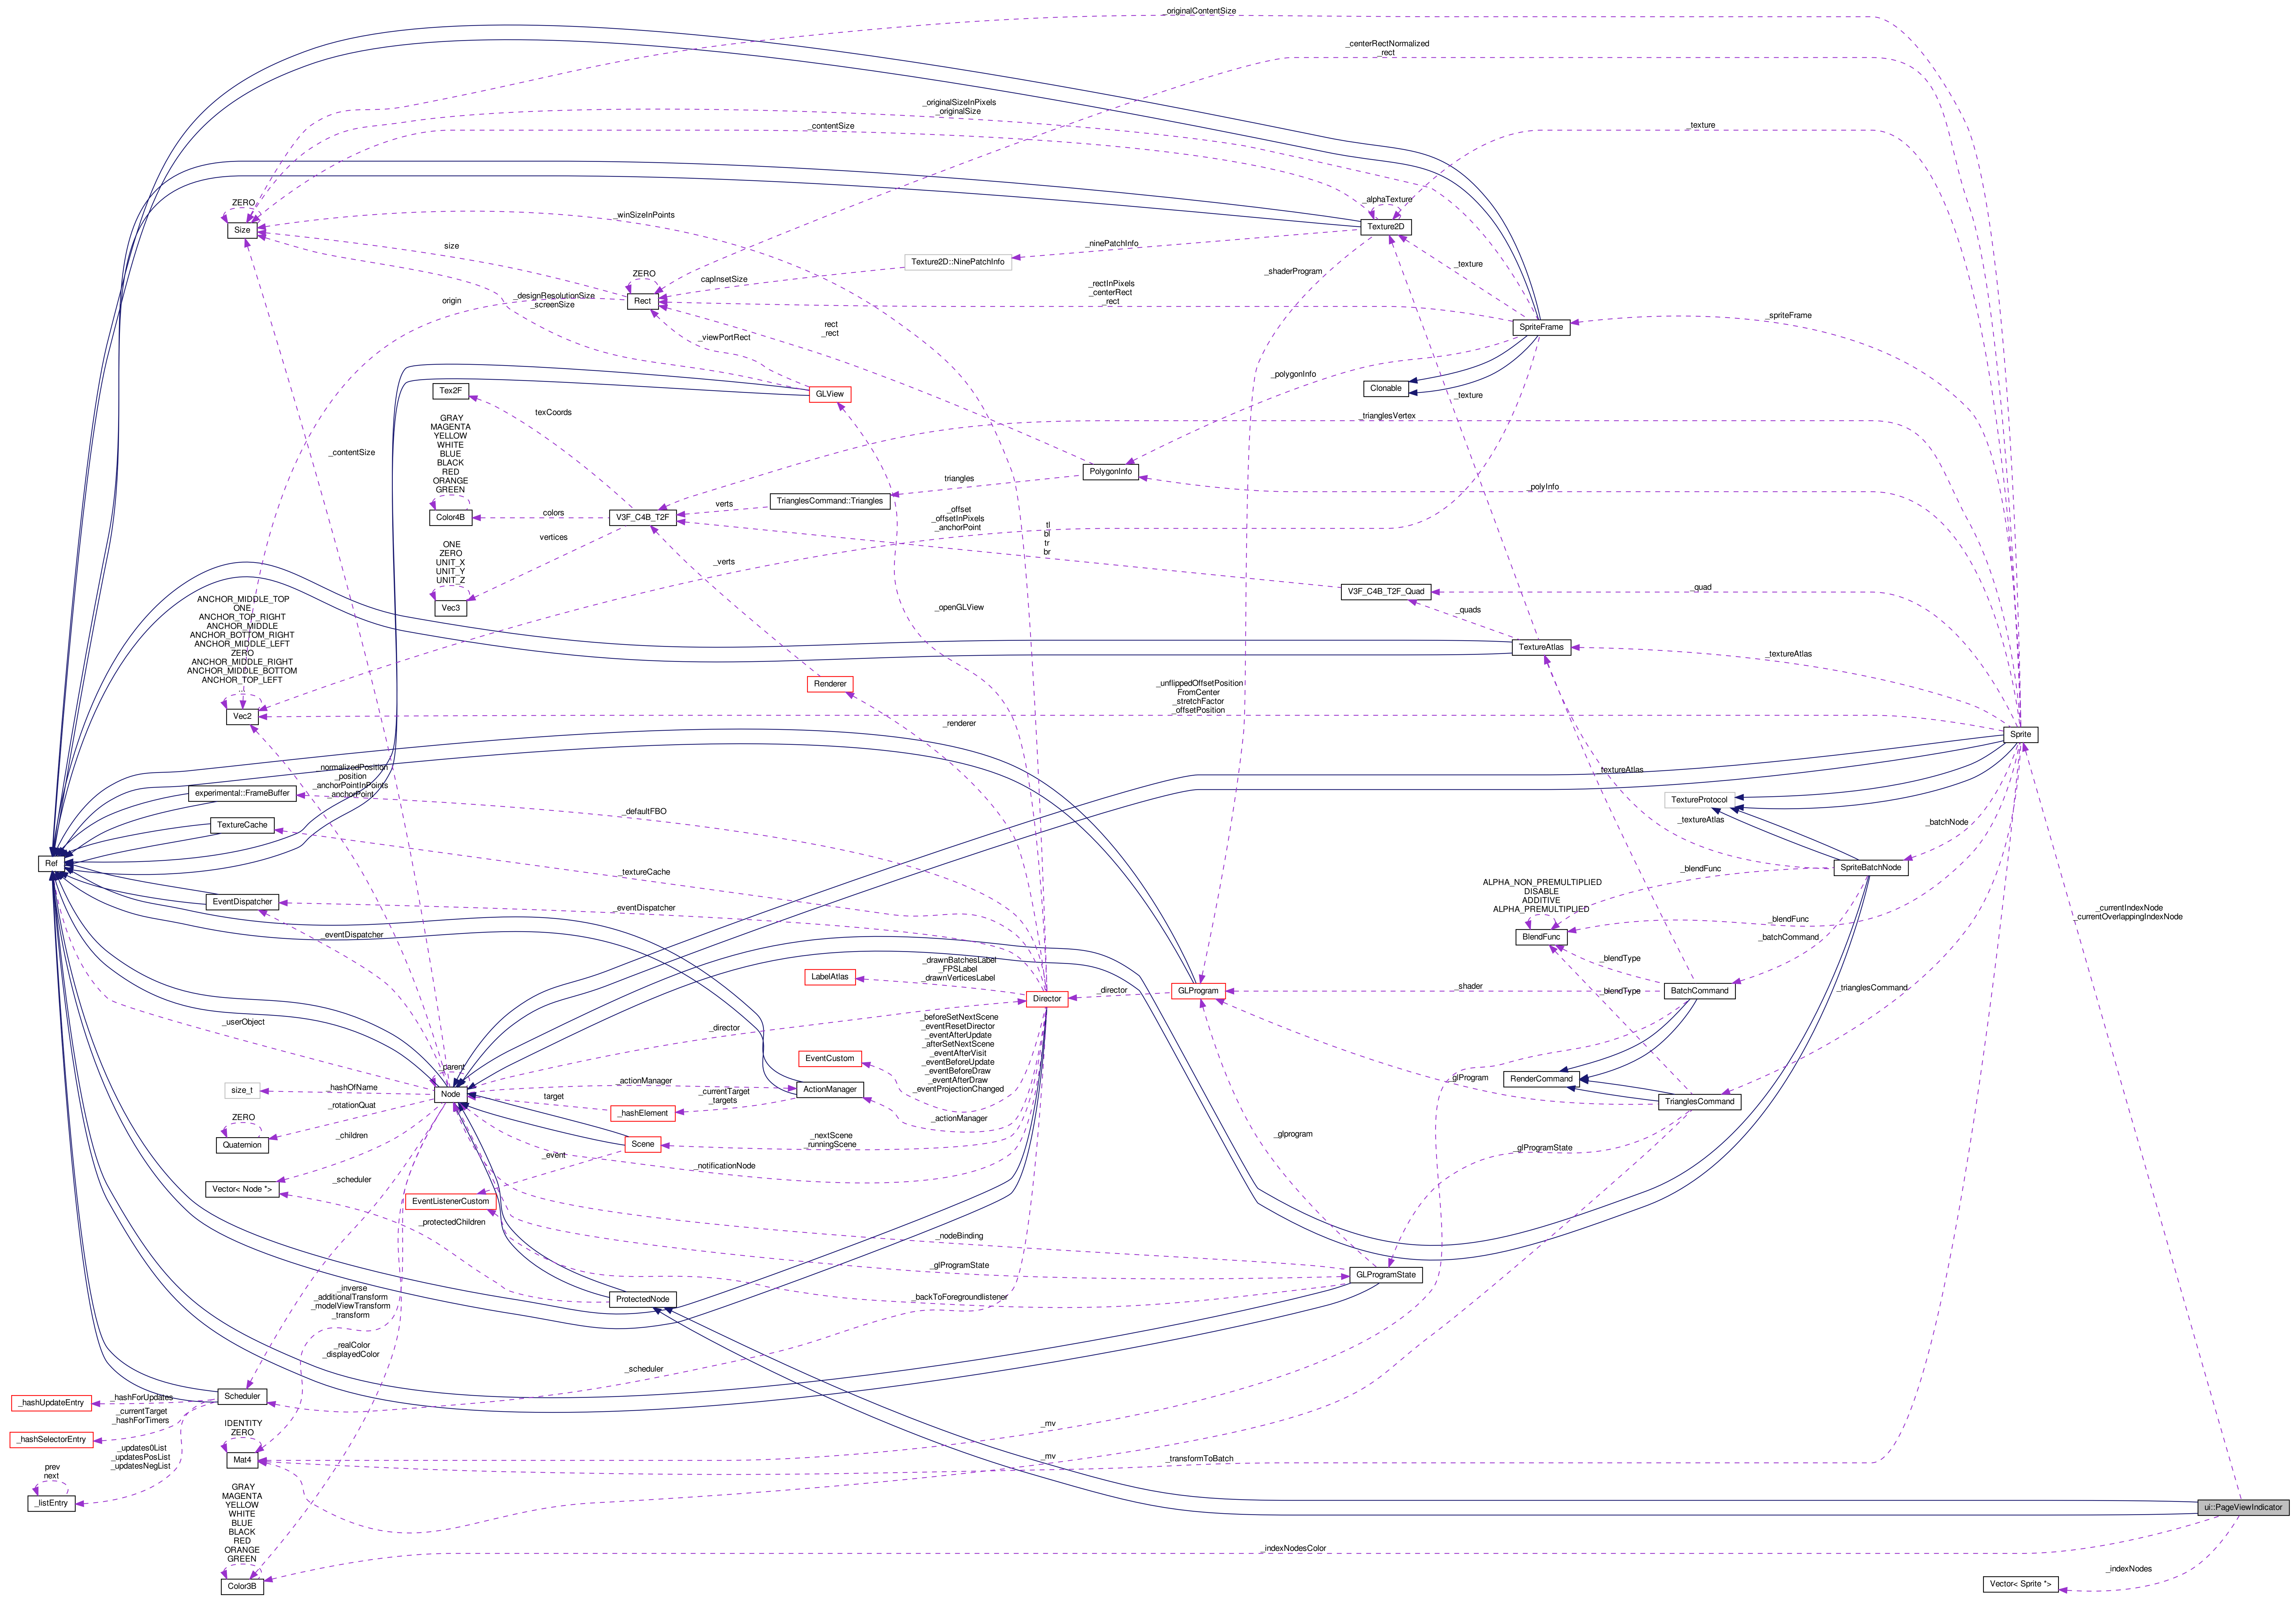 _originalContentSize
_centerRectNormalized
_rect
_originalSizeInPixels
_originalSize
_contentSize
_texture
_alphaTexture
Texture2D
ZERO
Size
_winSizeInPoints
size
_ninePatchInfo
Texture2D::NinePatchInfo
_shaderProgram
capInsetSize
ZERO
Rect
_texture
_rectInPixels
_centerRect
_rect
origin
_designResolutionSize
_screenSize
_spriteFrame
SpriteFrame
rect
_rect
_viewPortRect
_polygonInfo
Clonable
Tex2F
GLView
_texture
texCoords
_trianglesVertex
GRAY
MAGENTA
YELLOW
WHITE
BLUE
BLACK
RED
ORANGE
GREEN
Color4B
_contentSize
PolygonInfo
triangles
_polyInfo
TrianglesCommand::Triangles
verts
colors
V3F_C4B_T2F
_offset
_offsetInPixels
_anchorPoint
tl
bl
tr
br
vertices
ONE
ZERO
UNIT_X
UNIT_Y
UNIT_Z
Vec3
_verts
_quad
V3F_C4B_T2F_Quad
_quads
_openGLView
ANCHOR_MIDDLE_TOP
ONE
ANCHOR_TOP_RIGHT
ANCHOR_MIDDLE
ANCHOR_BOTTOM_RIGHT
ANCHOR_MIDDLE_LEFT
ZERO
ANCHOR_MIDDLE_RIGHT
ANCHOR_MIDDLE_BOTTOM
ANCHOR_TOP_LEFT
...
Vec2
TextureAtlas
_textureAtlas
Renderer
_unflippedOffsetPosition
FromCenter
_stretchFactor
_offsetPosition
_renderer
Sprite
_normalizedPosition
_position
_anchorPointInPoints
_anchorPoint
_textureAtlas
experimental::FrameBuffer
_defaultFBO
TextureProtocol
TextureCache
_textureAtlas
_batchNode
Ref
_textureCache
_blendFunc
SpriteBatchNode
EventDispatcher
_eventDispatcher
ALPHA_NON_PREMULTIPLIED
DISABLE
ADDITIVE
ALPHA_PREMULTIPLIED
BlendFunc
_blendFunc
_currentIndexNode
_currentOverlappingIndexNode
_eventDispatcher
_batchCommand
_drawnBatchesLabel
_FPSLabel
_drawnVerticesLabel
LabelAtlas
_blendType
_shader
BatchCommand
_blendType
_trianglesCommand
Director
_director
GLProgram
_userObject
_director
_beforeSetNextScene
_eventResetDirector
_eventAfterUpdate
_afterSetNextScene
_eventAfterVisit
_eventBeforeUpdate
_eventBeforeDraw
_eventAfterDraw
_eventProjectionChanged
EventCustom
_parent
RenderCommand
_glProgram
size_t
_hashOfName
Node
_actionManager
ActionManager
_currentTarget
_targets
TrianglesCommand
_rotationQuat
target
_hashElement
_actionManager
ZERO
Quaternion
_children
Scene
_nextScene
_runningScene
_glprogram
_glProgramState
_event
_notificationNode
_scheduler
Vector< Node *>
EventListenerCustom
_protectedChildren
_nodeBinding
_glProgramState
GLProgramState
_inverse
_additionalTransform
_modelViewTransform
_transform
ProtectedNode
_backToForegroundlistener
_realColor
_displayedColor
_scheduler
Scheduler
_hashForUpdates
_hashUpdateEntry
_currentTarget
_hashForTimers
_hashSelectorEntry
IDENTITY
ZERO
Mat4
_mv
_updates0List
_updatesPosList
_updatesNegList
_mv
_transformToBatch
prev
next
_listEntry
GRAY
MAGENTA
YELLOW
WHITE
BLUE
BLACK
RED
ORANGE
GREEN
Color3B
ui::PageViewIndicator
_indexNodesColor
_indexNodes
Vector< Sprite *>